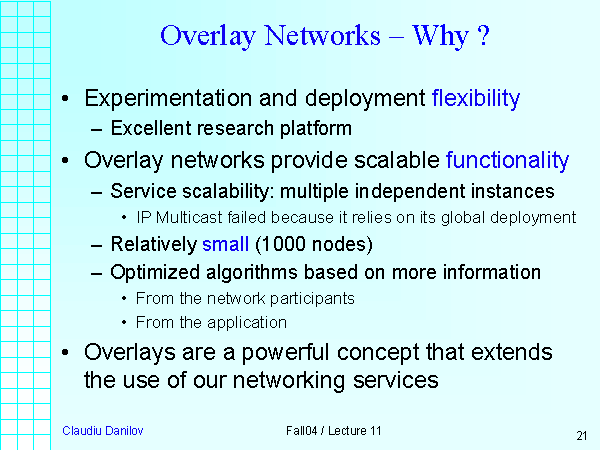 Overlay Networks – Why ?
• Experimentation and deployment flexibility
– Excellent research platform
• Overlay networks provide scalable functionality
– Service scalability: multiple independent instances
• IP Multicast failed because it relies on its global deployment
– Relatively small (1000 nodes)
– Optimized algorithms based on more information
• From the network participants
• From the application
• Overlays are a powerful concept that extends
the use of our networking services
Claudiu Danilov
Fall04 / Lecture 11
21